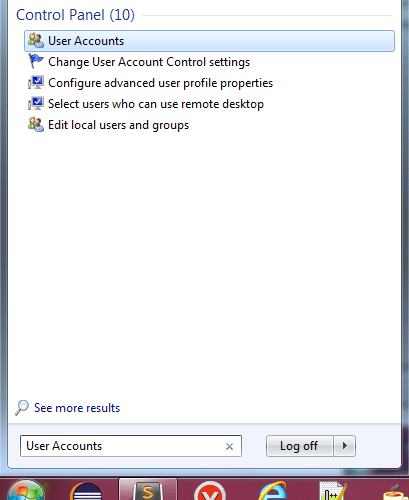 Control Panel (10)
User Accounts
Change User Account Control settings
Configure advanced user profile properties
Select users who can use remote desktop
Edit local users and groups
See more results
User Accounts
Log off